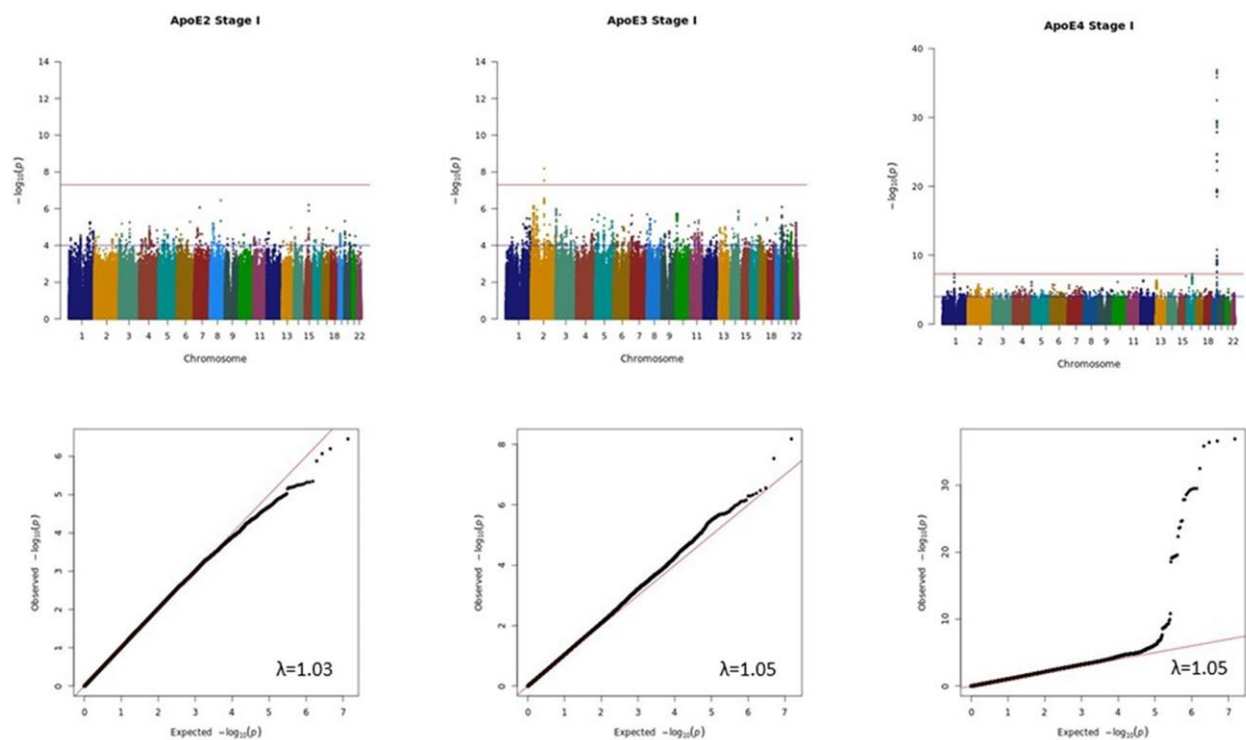 ApoE2 Stage I
14
12
10
8
6
4
2
0
−log₁₀(p)
1 2 3 4 5 6 7 8 9 11 13 15 18 22
Chromosome
ApoE3 Stage I
14
12
10
8
6
4
2
0
−log₁₀(p)
1 2 3 4 5 6 7 8 9 11 13 15 18 22
Chromosome
ApoE4 Stage I
40
30
20
10
0
−log₁₀(p)
1 2 3 4 5 6 7 8 9 11 13 15 18 22
Chromosome
6
5
4
3
2
1
0
Observed −log₁₀(p)
λ=1.03
0 1 2 3 4 5 6 7
Expected −log₁₀(p)
8
6
4
2
0
Observed −log₁₀(p)
λ=1.05
0 1 2 3 4 5 6 7
Expected −log₁₀(p)
30
20
10
0
Observed −log₁₀(p)
λ=1.05
0 1 2 3 4 5 6 7
Expected −log₁₀(p)